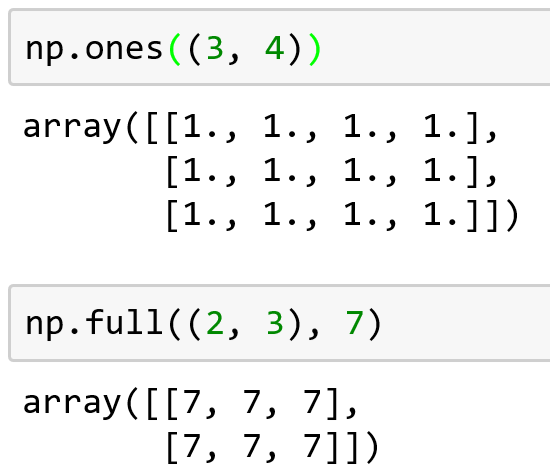 np.ones((3, 4))
array([[1., 1., 1., 1.],
       [1., 1., 1., 1.],
       [1., 1., 1., 1.]])
np.full((2, 3), 7)
array([[7, 7, 7],
       [7, 7, 7]])